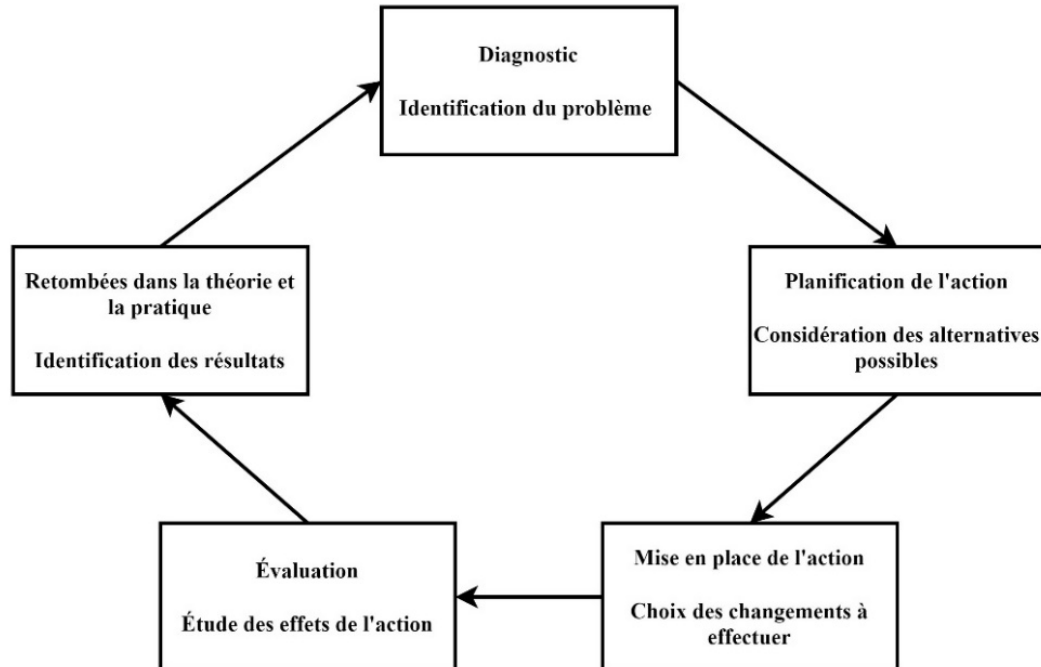 Diagnostic
Identification du problème
Planification de l'action
Considération des alternatives
possibles
Mise en place de l'action
Choix des changements à
effectuer
Évaluation
Étude des effets de l'action
Retombées dans la théorie et
la pratique
Identification des résultats